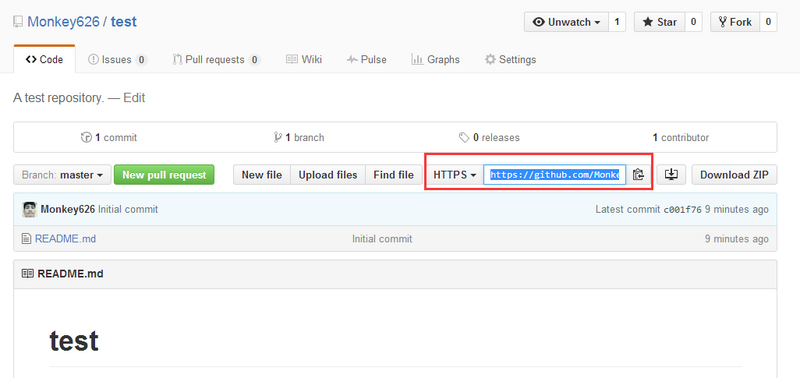 Monkey626 / test
Unwatch 1 Star 0 Fork 0
Code Issues 0 Pull requests 0 Wiki Pulse Graphs Settings
A test repository. — Edit
1 commit 1 branch 0 releases 1 contributor
Branch: master New pull request New file Upload files Find file HTTPS https://github.com/Monke Download ZIP
Monkey626 Initial commit Latest commit c001f76 9 minutes ago
README.md Initial commit 9 minutes ago
README.md
test